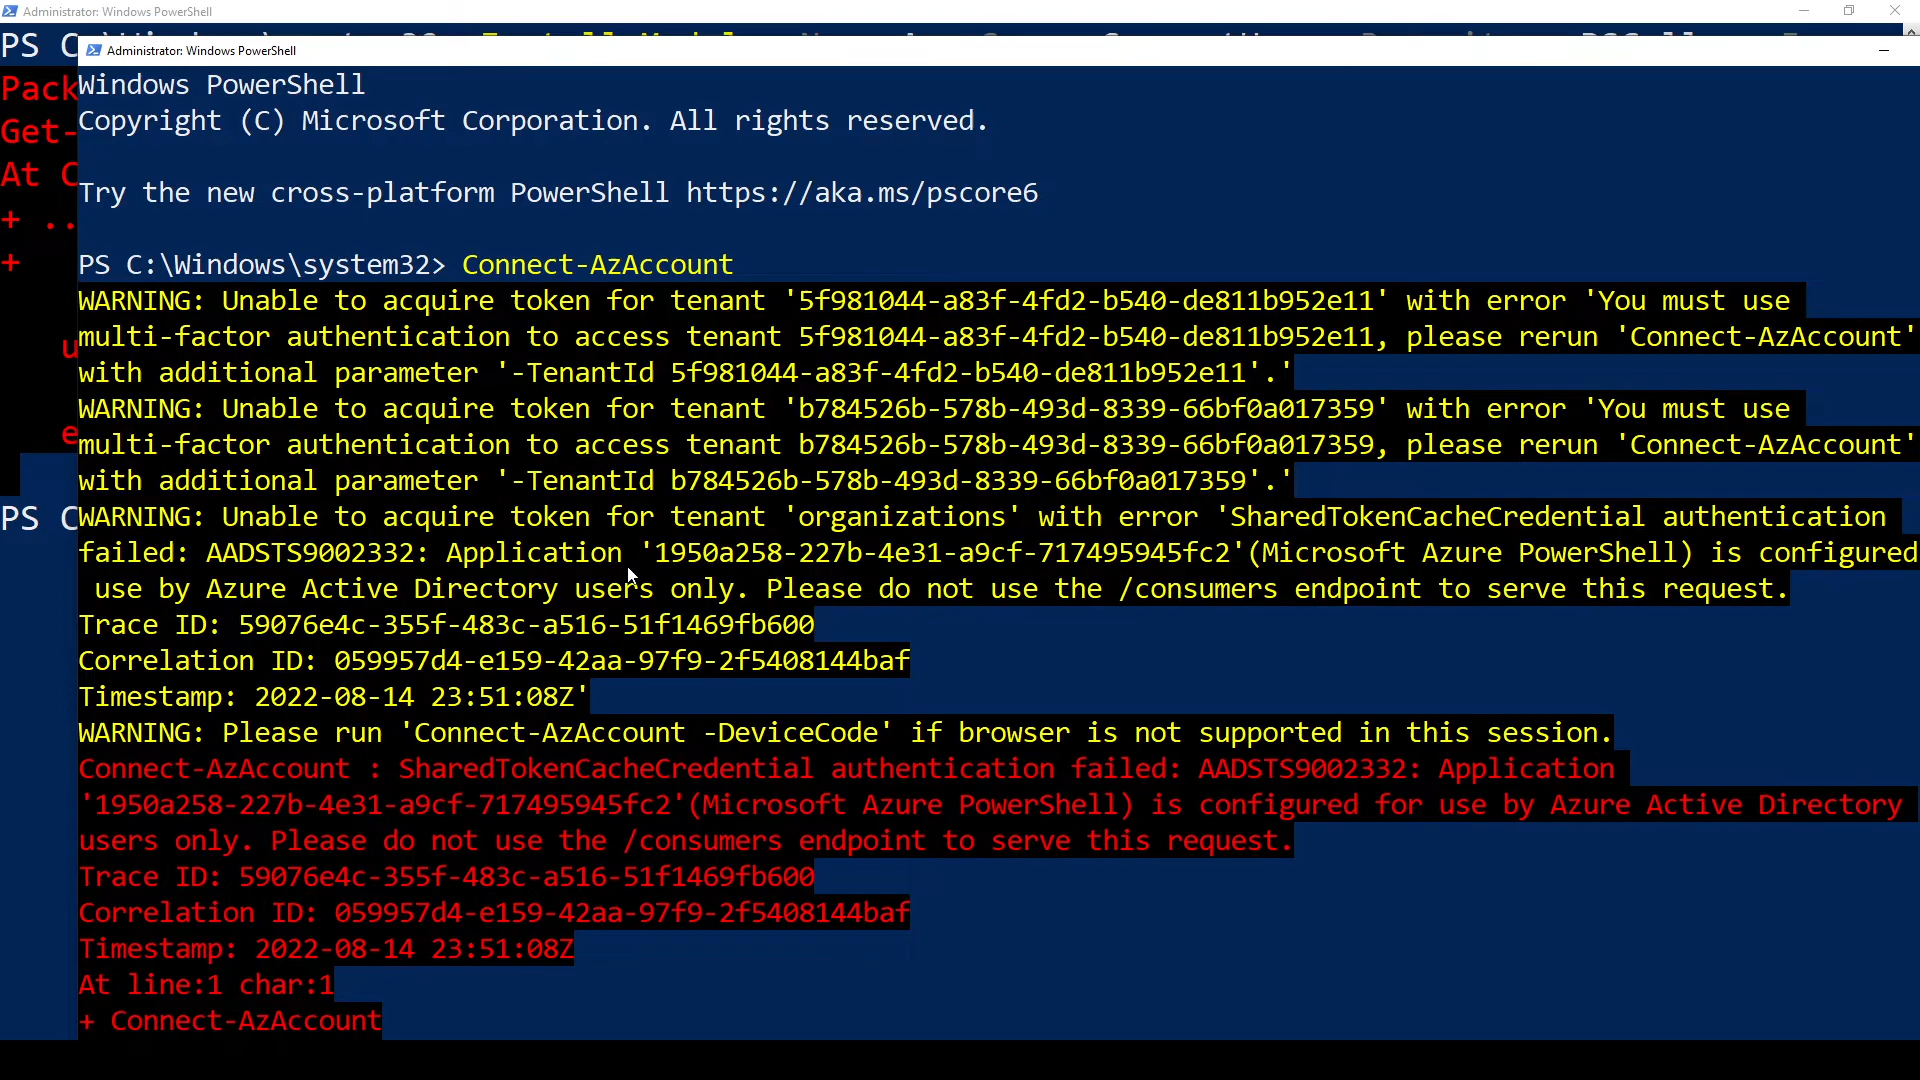 Administrator: Windows PowerShell
PS C
Administrator: Windows PowerShell
Pack
Get-
At C
+ ..
+
u
e
PS C
Windows PowerShell
Copyright (C) Microsoft Corporation. All rights reserved.
Try the new cross-platform PowerShell https://aka.ms/pscore6
PS C:\Windows\system32> Connect-AzAccount
WARNING: Unable to acquire token for tenant '5f981044-a83f-4fd2-b540-de811b952e11' with error 'You must use
multi-factor authentication to access tenant 5f981044-a83f-4fd2-b540-de811b952e11, please rerun 'Connect-AzAccount'
with additional parameter '-TenantId 5f981044-a83f-4fd2-b540-de811b952e11'.'
WARNING: Unable to acquire token for tenant 'b784526b-578b-493d-8339-66bf0a017359' with error 'You must use
multi-factor authentication to access tenant b784526b-578b-493d-8339-66bf0a017359, please rerun 'Connect-AzAccount'
with additional parameter '-TenantId b784526b-578b-493d-8339-66bf0a017359'.'
WARNING: Unable to acquire token for tenant 'organizations' with error 'SharedTokenCacheCredential authentication
failed: AADSTS9002332: Application '1950a258-227b-4e31-a9cf-717495945fc2'(Microsoft Azure PowerShell) is configured
use by Azure Active Directory users only. Please do not use the /consumers endpoint to serve this request.
Trace ID: 59076e4c-355f-483c-a516-51f1469fb600
Correlation ID: 059957d4-e159-42aa-97f9-2f5408144baf
Timestamp: 2022-08-14 23:51:08Z'
WARNING: Please run 'Connect-AzAccount -DeviceCode' if browser is not supported in this session.
Connect-AzAccount : SharedTokenCacheCredential authentication failed: AADSTS9002332: Application
'1950a258-227b-4e31-a9cf-717495945fc2'(Microsoft Azure PowerShell) is configured for use by Azure Active Directory
users only. Please do not use the /consumers endpoint to serve this request.
Trace ID: 59076e4c-355f-483c-a516-51f1469fb600
Correlation ID: 059957d4-e159-42aa-97f9-2f5408144baf
Timestamp: 2022-08-14 23:51:08Z
At line:1 char:1
+ Connect-AzAccount